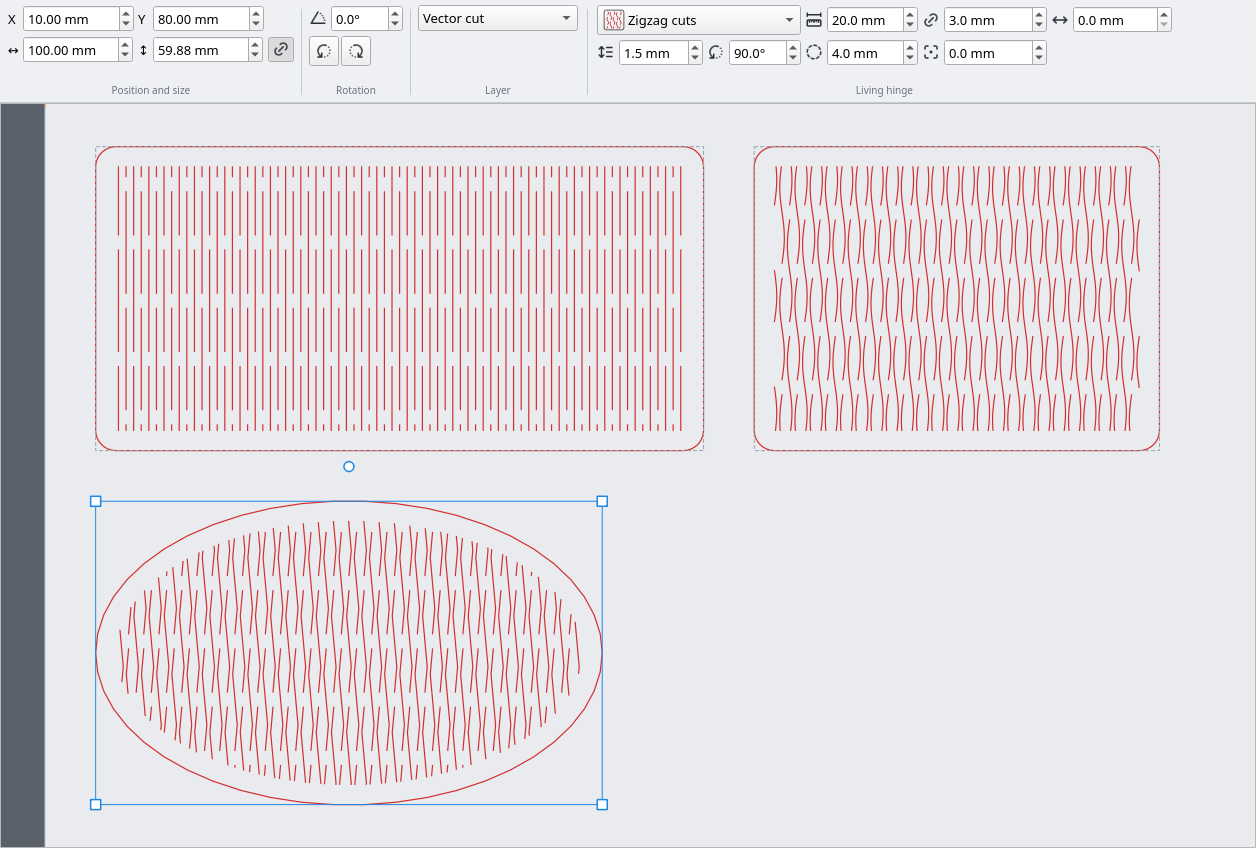 X 10.00 mm Y 80.00 mm 0.0° Vector cut Zigzag cuts 20.0 mm 3.0 mm 0.0 mm
100.00 mm 59.88 mm 1.5 mm 90.0° 4.0 mm 0.0 mm
Position and size Rotation Layer Living hinge